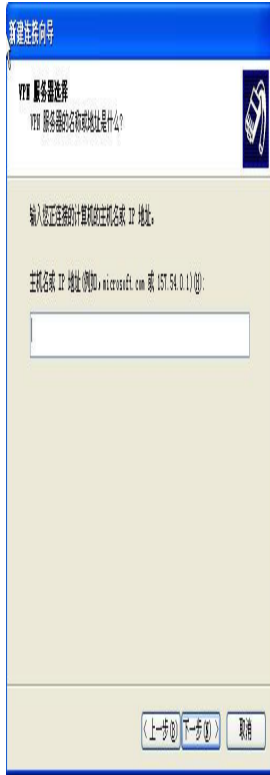 新建连接向导
VPN 服务器选择
VPN 服务器的名称或地址是什么?
输入您正连接的计算机的主机名或 IP 地址。
主机名或 IP 地址(例如，microsoft.com 或 157.54.0.1)(H):
<上一步(B) 下一步(N)> 取消